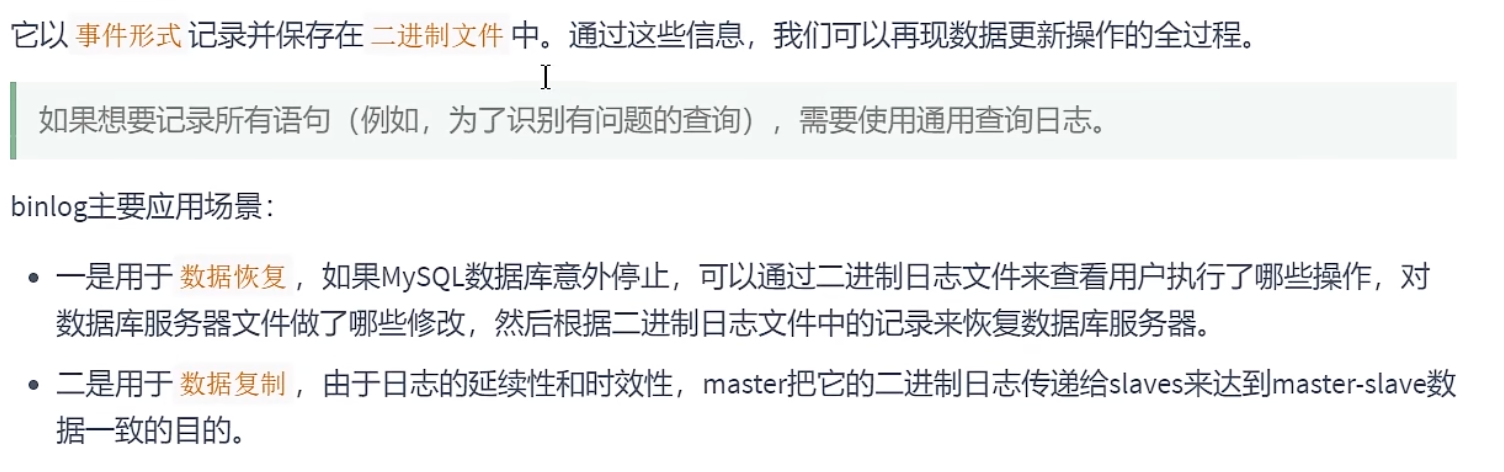 它以 事件形式 记录并保存在 二进制文件 中。通过这些信息，我们可以再现数据更新操作的全过程。
如果想要记录所有语句（例如，为了识别有问题的查询），需要使用通用查询日志。
binlog主要应用场景：
• 一是用于 数据恢复 ，如果MySQL数据库意外停止，可以通过二进制日志文件来查看用户执行了哪些操作，对
数据库服务器文件做了哪些修改，然后根据二进制日志文件中的记录来恢复数据库服务器。
• 二是用于 数据复制 ，由于日志的延续性和时效性，master把它的二进制日志传递给slaves来达到master-slave数
据一致的目的。